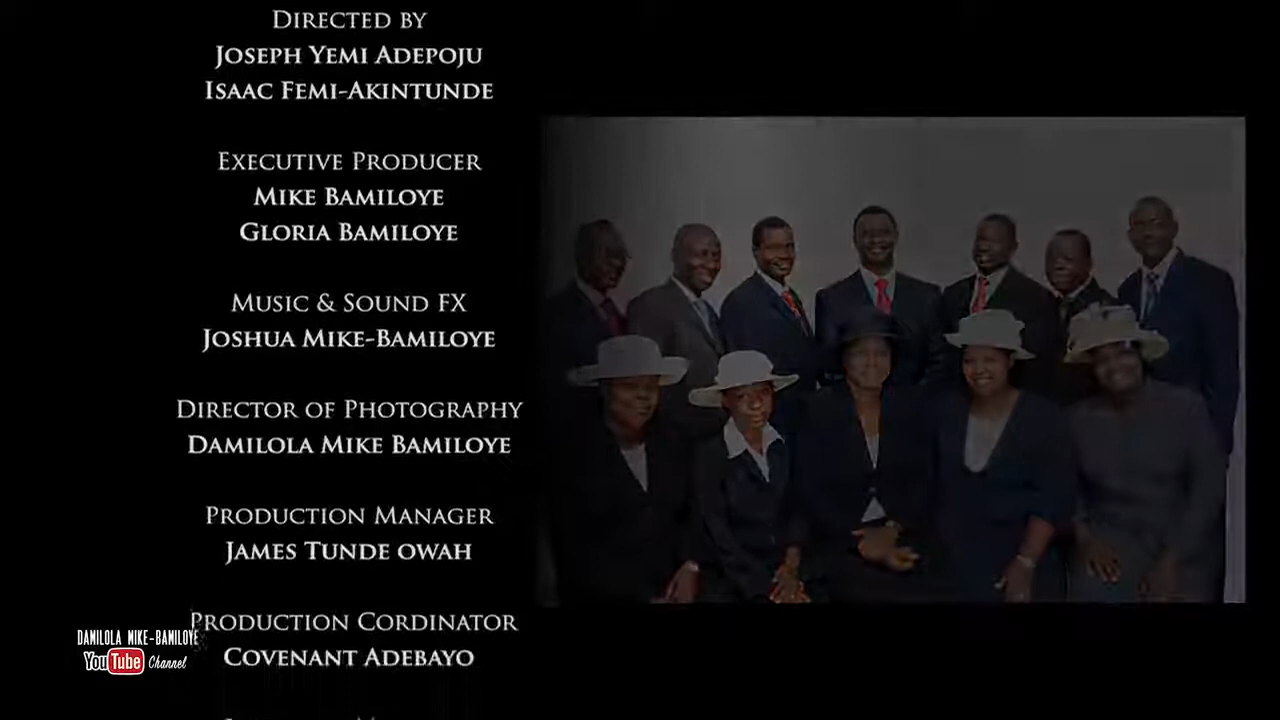 DIRECTED BY
JOSEPH YEMI ADEPOJU
ISAAC FEMI-AKINTUNDE
EXECUTIVE PRODUCER
MIKE BAMILOYE
GLORIA BAMILOYE
MUSIC & SOUND FX
JOSHUA MIKE-BAMILOYE
DIRECTOR OF PHOTOGRAPHY
DAMILOLA MIKE BAMILOYE
PRODUCTION MANAGER
JAMES TUNDE OWAH
PRODUCTION CORDINATOR
COVENANT ADEBAYO
DAMILOLA MIKE-BAMILOYE
YouTube Channel